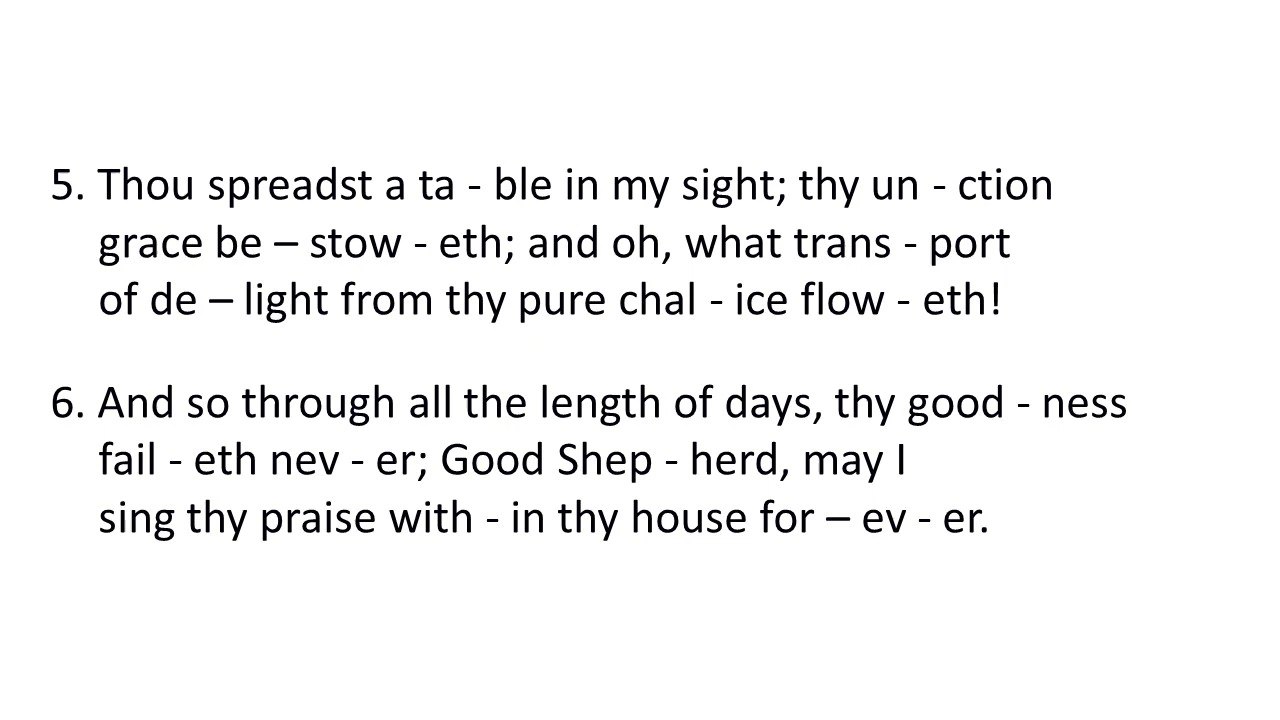 5. Thou spreadst a ta - ble in my sight; thy un - ction
grace be – stow - eth; and oh, what trans - port
of de – light from thy pure chal - ice flow - eth!
6. And so through all the length of days, thy good - ness
fail - eth nev - er; Good Shep - herd, may I
sing thy praise with - in thy house for – ev - er.